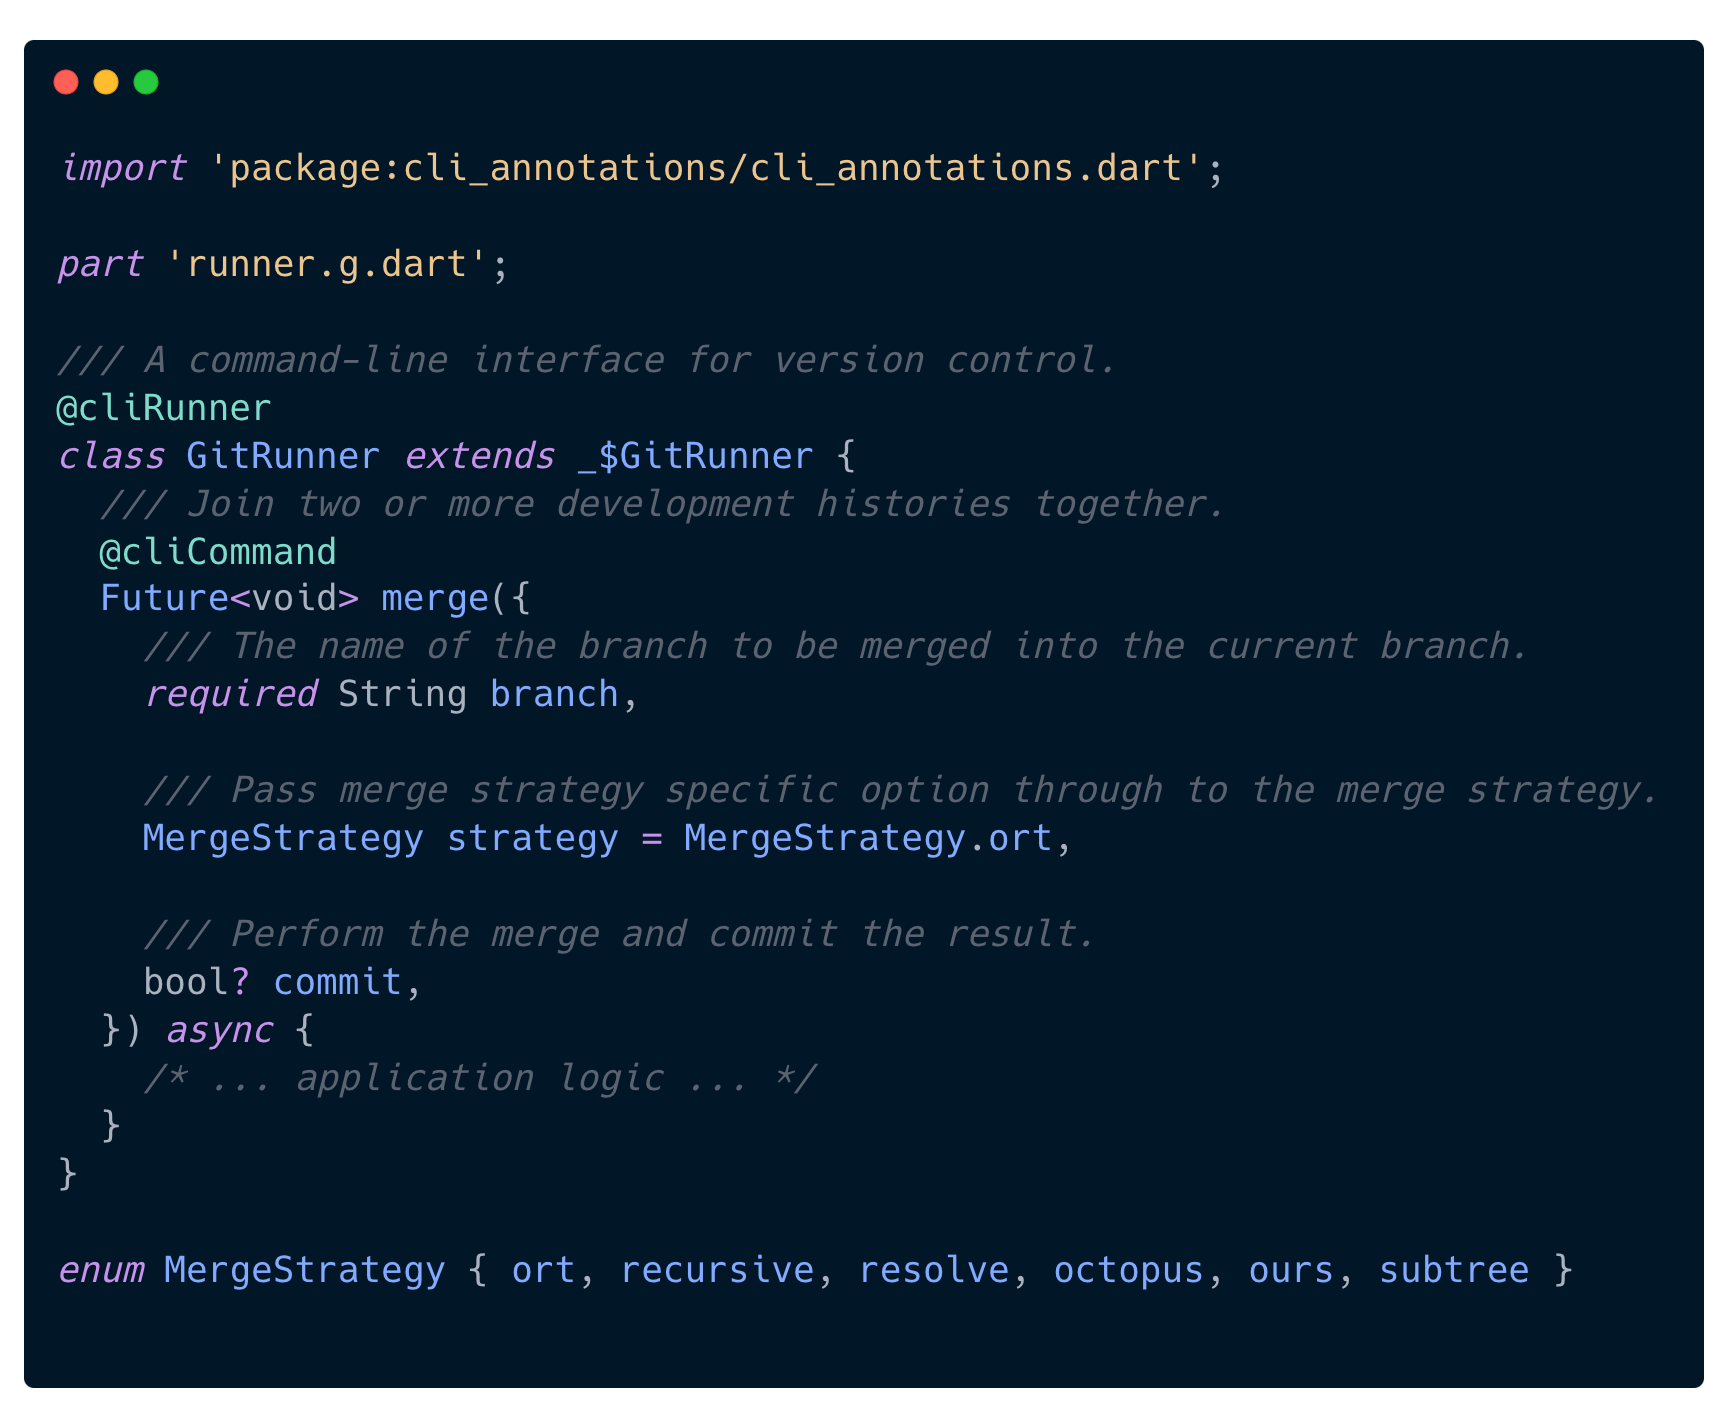 import 'package:cli_annotations/cli_annotations.dart';
part 'runner.g.dart';
/// A command-line interface for version control.
@cliRunner
class GitRunner extends _$GitRunner {
  /// Join two or more development histories together.
  @cliCommand
  Future<void> merge({
    /// The name of the branch to be merged into the current branch.
    required String branch,
    /// Pass merge strategy specific option through to the merge strategy.
    MergeStrategy strategy = MergeStrategy.ort,
    /// Perform the merge and commit the result.
    bool? commit,
  }) async {
    /* ... application logic ... */
  }
}
enum MergeStrategy { ort, recursive, resolve, octopus, ours, subtree }